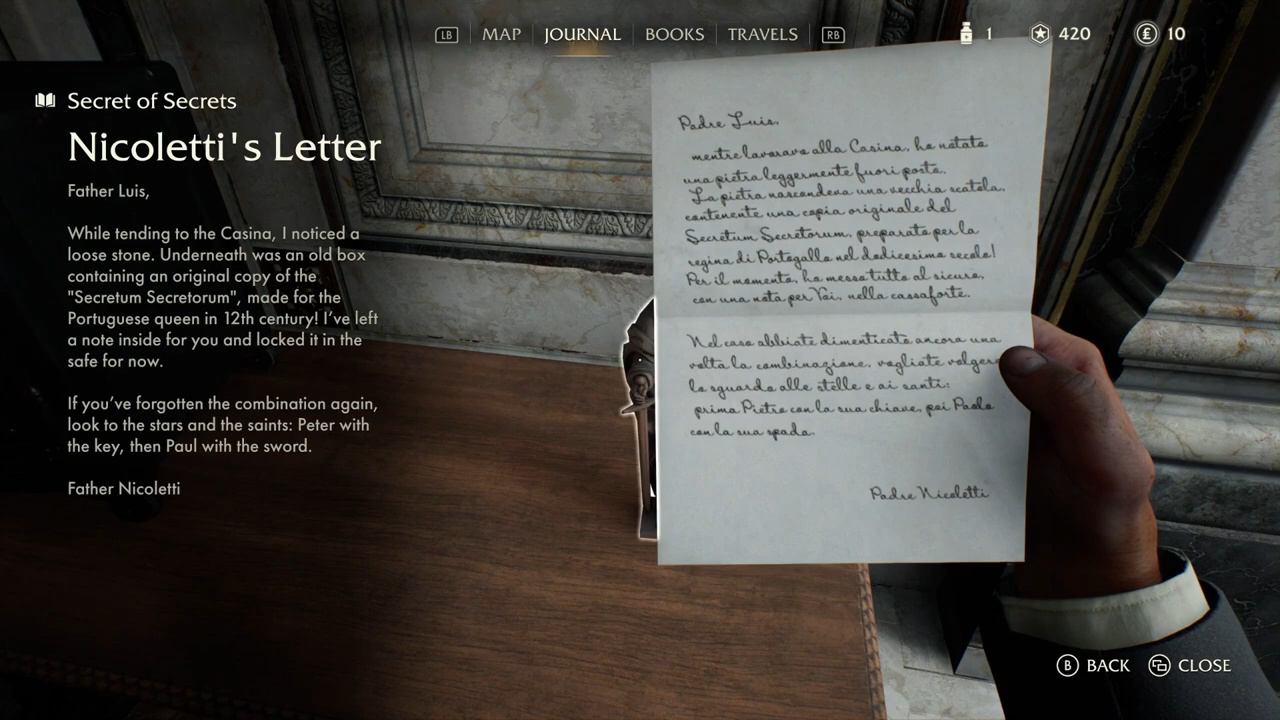 LB MAP JOURNAL BOOKS TRAVELS RB 1 420 £ 10
Secret of Secrets
Nicoletti's Letter
Father Luis,
While tending to the Casina, I noticed a
loose stone. Underneath was an old box
containing an original copy of the
"Secretum Secretorum", made for the
Portuguese queen in 12th century! I've left
a note inside for you and locked it in the
safe for now.
If you've forgotten the combination again,
look to the stars and the saints: Peter with
the key, then Paul with the sword.
Father Nicoletti
Padre Luis,
mentre lavoravo alla Casina, ho notato
una pietra leggermente fuori posto.
La pietra nascondeva una vecchia scatola,
contenente una copia originale del
Secretum Secretorum, preparato per la
regina di Portogallo nel dodicesimo secolo!
Per il momento, ho messo tutto al sicuro,
con una nota per Voi, nella cassaforte.
Nel caso abbiate dimenticato ancora una
volta la combinazione, vogliate volgere
lo sguardo alle stelle e ai santi:
prima Pietro con la sua chiave, poi Paolo
con la sua spada.
Padre Nicoletti
B BACK CLOSE